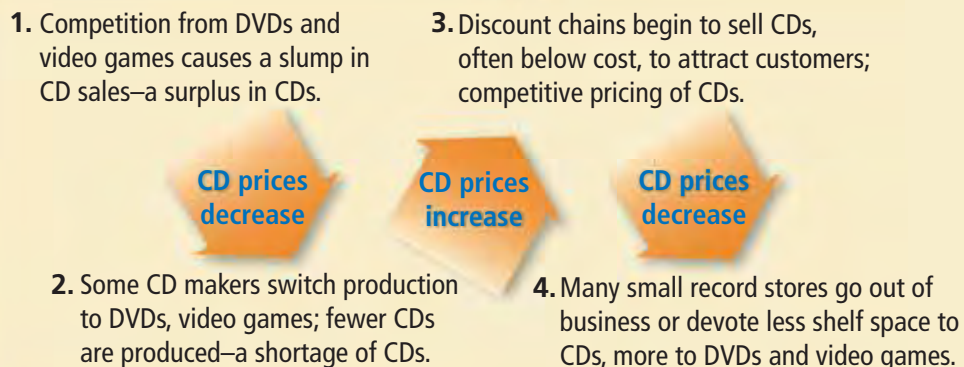 1. Competition from DVDs and
video games causes a slump in
CD sales–a surplus in CDs.
CD prices
decrease
2. Some CD makers switch production
to DVDs, video games; fewer CDs
are produced–a shortage of CDs.
CD prices
increase
3. Discount chains begin to sell CDs,
often below cost, to attract customers;
competitive pricing of CDs.
CD prices
decrease
4. Many small record stores go out of
business or devote less shelf space to
CDs, more to DVDs and video games.